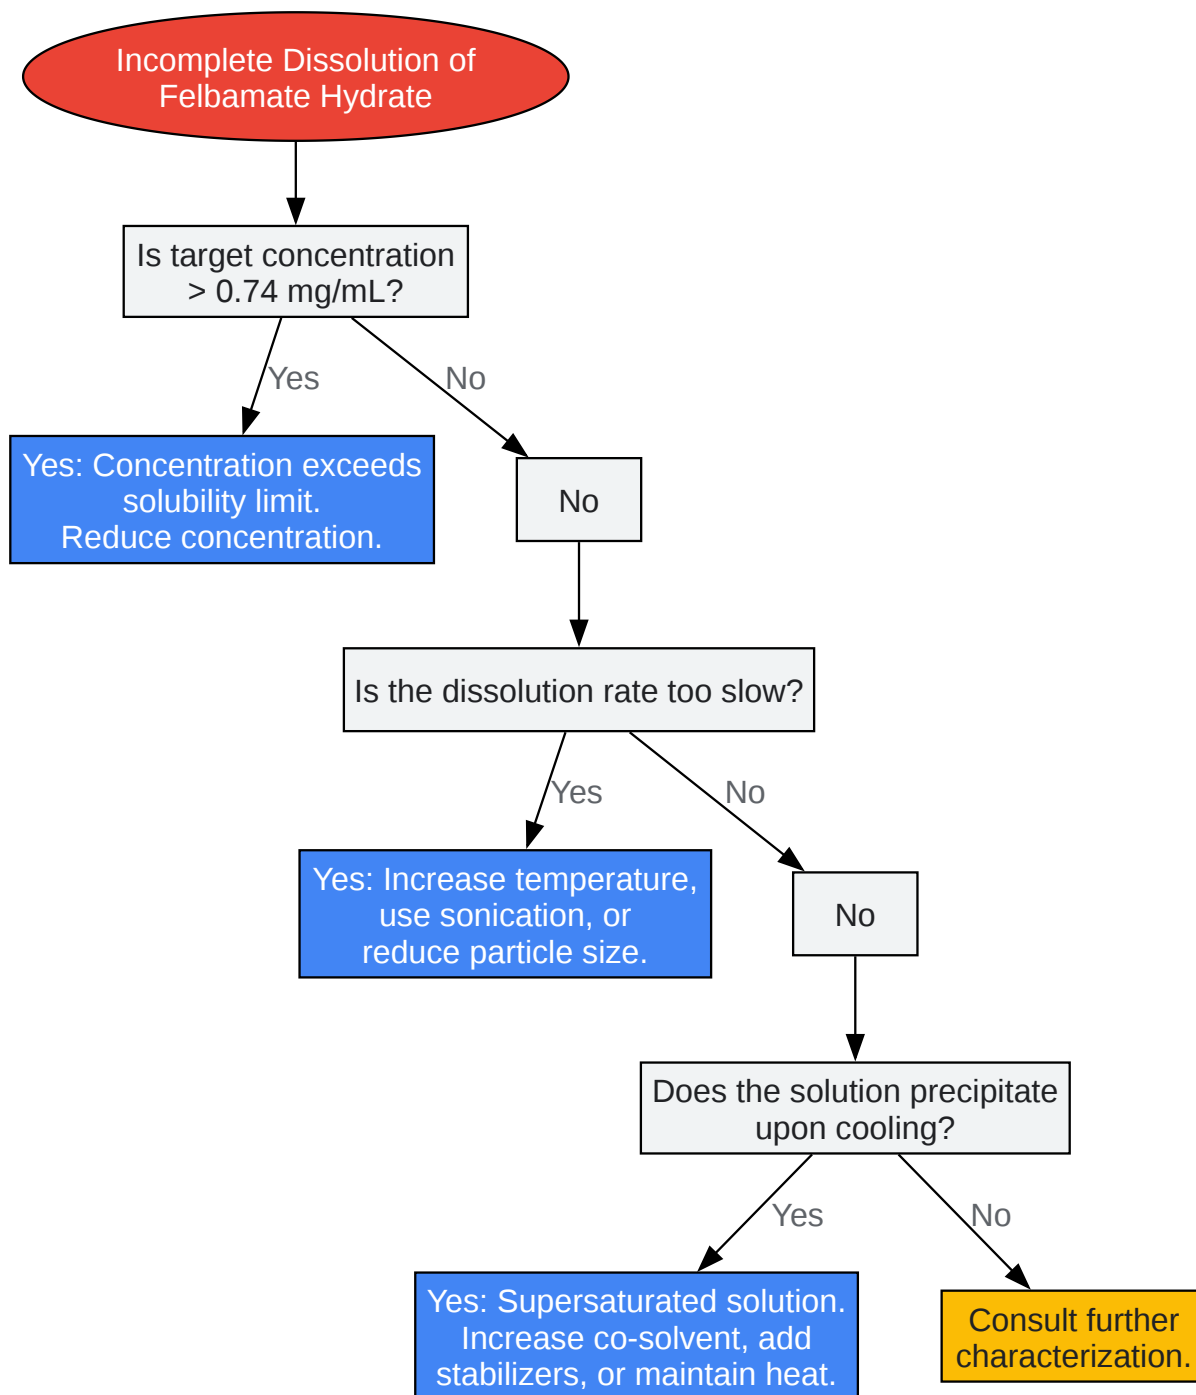 Incomplete Dissolution of
Felbamate Hydrate
Is target concentration
> 0.74 mg/mL?
Yes
No
Yes: Concentration exceeds
solubility limit.
Reduce concentration.
No
Is the dissolution rate too slow?
Yes
No
Yes: Increase temperature,
use sonication, or
reduce particle size.
No
Does the solution precipitate
upon cooling?
Yes
No
Yes: Supersaturated solution.
Increase co-solvent, add
stabilizers, or maintain heat.
Consult further
characterization.